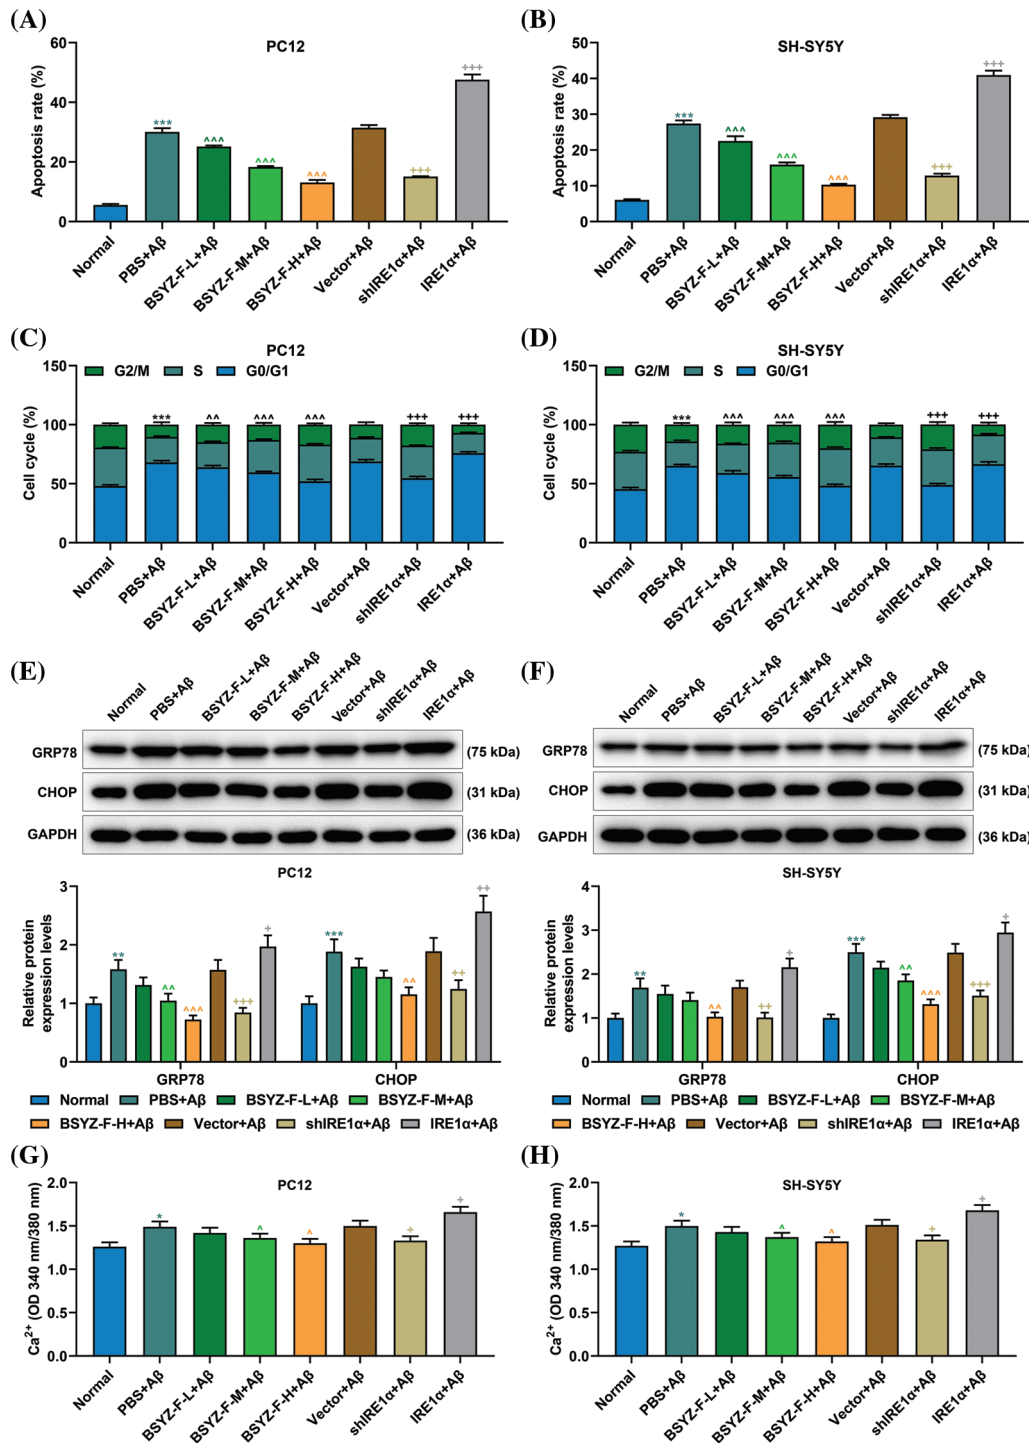 (A)
PC12
Apoptosis rate (%)
60
40
20
0
***
^^^
^^^
^^^
+++
+++
Normal
PBS+Aβ
BSYZ-F-L+Aβ
BSYZ-F-M+Aβ
BSYZ-F-H+Aβ
Vector+Aβ
shIRE1α+Aβ
IRE1α+Aβ
(B)
SH-SY5Y
Apoptosis rate (%)
50
40
30
20
10
0
***
^^^
^^^
^^^
+++
+++
Normal
PBS+Aβ
BSYZ-F-L+Aβ
BSYZ-F-M+Aβ
BSYZ-F-H+Aβ
Vector+Aβ
shIRE1α+Aβ
IRE1α+Aβ
(C)
PC12
G2/M S G0/G1
Cell cycle (%)
150
100
50
0
***
^^
^^^
^^^
+++
+++
Normal
PBS+Aβ
BSYZ-F-L+Aβ
BSYZ-F-M+Aβ
BSYZ-F-H+Aβ
Vector+Aβ
shIRE1α+Aβ
IRE1α+Aβ
(D)
SH-SY5Y
G2/M S G0/G1
Cell cycle (%)
150
100
50
0
***
^^^
^^^
^^^
+++
+++
Normal
PBS+Aβ
BSYZ-F-L+Aβ
BSYZ-F-M+Aβ
BSYZ-F-H+Aβ
Vector+Aβ
shIRE1α+Aβ
IRE1α+Aβ
(E)
Normal
PBS+Aβ
BSYZ-F-L+Aβ
BSYZ-F-M+Aβ
BSYZ-F-H+Aβ
Vector+Aβ
shIRE1α+Aβ
IRE1α+Aβ
GRP78 (75 kDa)
CHOP (31 kDa)
GAPDH (36 kDa)
PC12
Relative protein
expression levels
3
2
1
0
**
^^
^^^
+++
+
***
^^
++
++
GRP78 CHOP
Normal PBS+Aβ BSYZ-F-L+Aβ BSYZ-F-M+Aβ
BSYZ-F-H+Aβ Vector+Aβ shIRE1α+Aβ IRE1α+Aβ
(F)
Normal
PBS+Aβ
BSYZ-F-L+Aβ
BSYZ-F-M+Aβ
BSYZ-F-H+Aβ
Vector+Aβ
shIRE1α+Aβ
IRE1α+Aβ
GRP78 (75 kDa)
CHOP (31 kDa)
GAPDH (36 kDa)
SH-SY5Y
Relative protein
expression levels
4
3
2
1
0
**
^^
++
+
***
^^
^^^
+++
+
GRP78 CHOP
Normal PBS+Aβ BSYZ-F-L+Aβ BSYZ-F-M+Aβ
BSYZ-F-H+Aβ Vector+Aβ shIRE1α+Aβ IRE1α+Aβ
(G)
PC12
Ca²⁺ (OD 340 nm/380 nm)
2.0
1.5
1.0
0.5
0.0
*
^
^
+
+
Normal
PBS+Aβ
BSYZ-F-L+Aβ
BSYZ-F-M+Aβ
BSYZ-F-H+Aβ
Vector+Aβ
shIRE1α+Aβ
IRE1α+Aβ
(H)
SH-SY5Y
Ca²⁺ (OD 340 nm/380 nm)
2.0
1.5
1.0
0.5
0.0
*
^
^
+
+
Normal
PBS+Aβ
BSYZ-F-L+Aβ
BSYZ-F-M+Aβ
BSYZ-F-H+Aβ
Vector+Aβ
shIRE1α+Aβ
IRE1α+Aβ